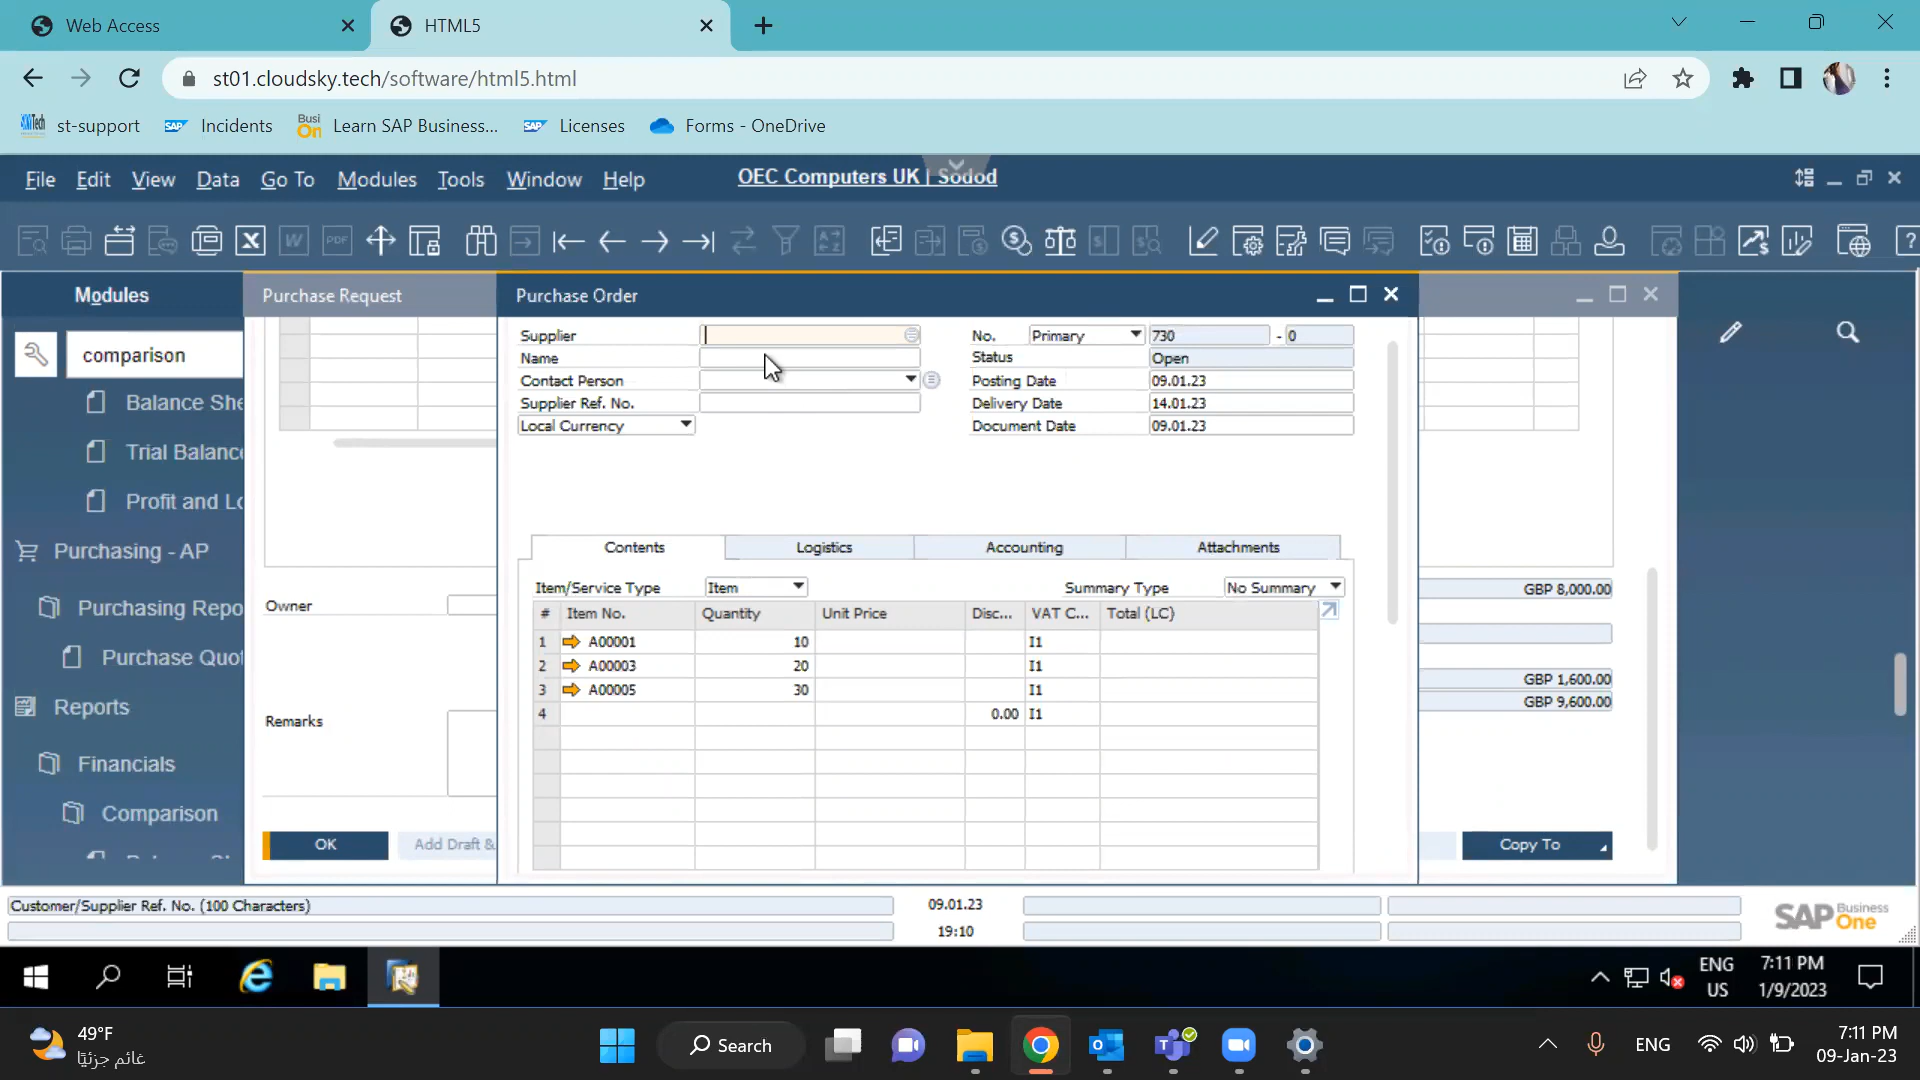 Web Access
HTML5
st01.cloudsky.tech/software/html5.html
st-support
Incidents
Learn SAP Business...
Licenses
Forms - OneDrive
File Edit View Data Go To Modules Tools Window Help
OEC Computers UK | Sodod
Modules
Purchase Request
Purchase Order
comparison
Balance She
Trial Balance
Profit and Lo
Purchasing - AP
Purchasing Repo
Purchase Quot
Reports
Financials
Comparison
Owner
Remarks
OK
Add Draft &
Supplier
Name
Contact Person
Supplier Ref. No.
Local Currency
No. Primary 730 - 0
Status Open
Posting Date 09.01.23
Delivery Date 14.01.23
Document Date 09.01.23
Contents Logistics Accounting Attachments
Item/Service Type Item Summary Type No Summary
# Item No. Quantity Unit Price Disc... VAT C... Total (LC)
1 A00001 10 I1
2 A00003 20 I1
3 A00005 30 I1
4 0.00 I1
GBP 8,000.00
GBP 1,600.00
GBP 9,600.00
Copy To
Customer/Supplier Ref. No. (100 Characters)
09.01.23
19:10
SAP Business One
ENG
US
7:11 PM
1/9/2023
49°F
غائم جزئيًا
Search
ENG
7:11 PM
09-Jan-23